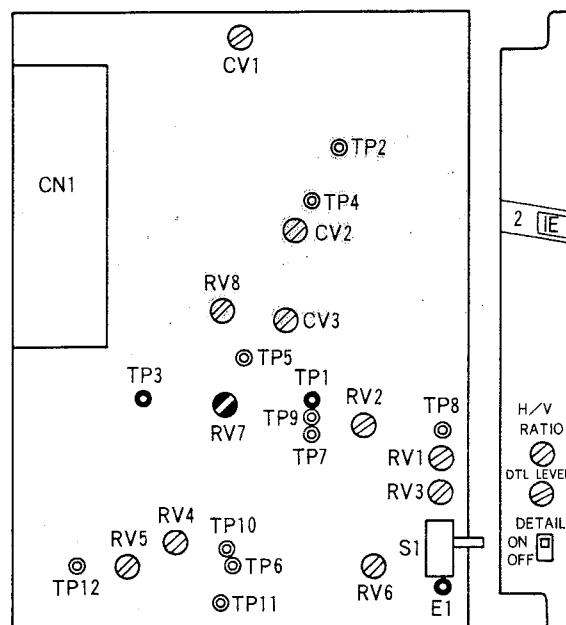 CV1
TP2
CN1
TP4
2 IE
CV2
RV8
CV3
TP5
TP3
TP1
RV2
TP8
H/V
RATIO
RV7
TP9
TP7
RV1
DTL LEVEL
RV3
RV4
TP10
S1
DETAIL
ON
OFF
RV5
TP6
TP12
RV6
TP11
E1